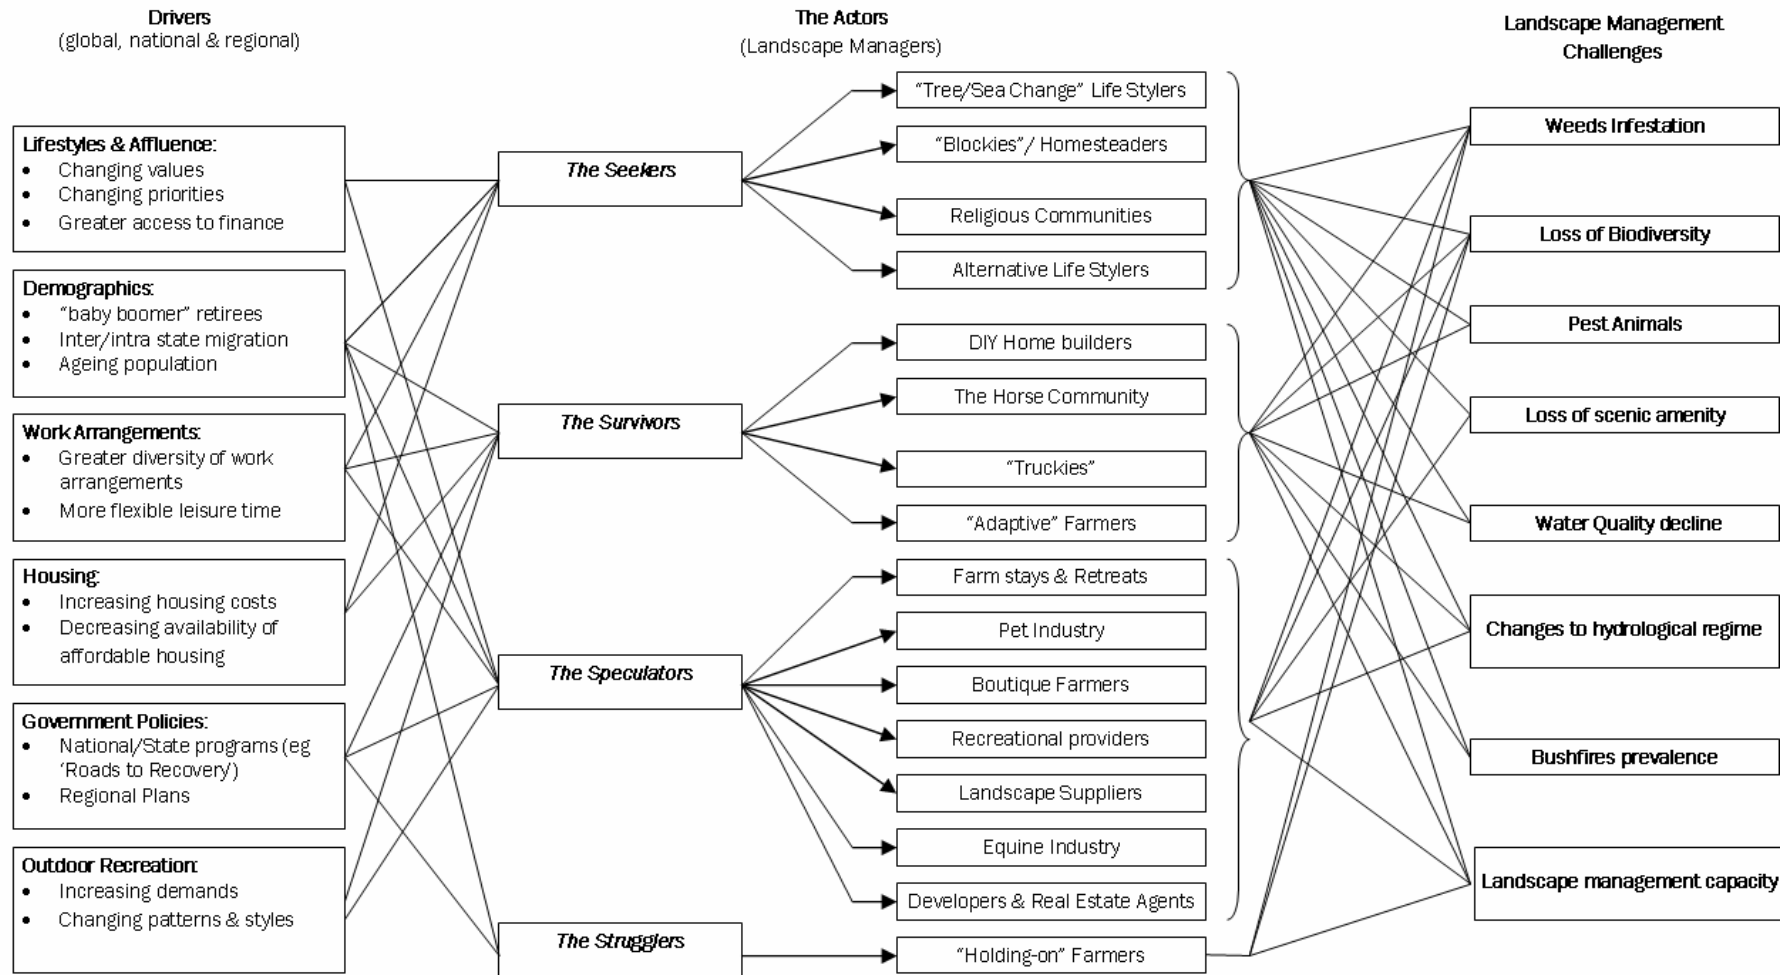 Drivers
(global, national & regional)
Lifestyles & Affluence:
• Changing values
• Changing priorities
• Greater access to finance
Demographics:
• “baby boomer” retirees
• Inter/intra state migration
• Ageing population
Work Arrangements:
• Greater diversity of work
arrangements
• More flexible leisure time
Housing:
• Increasing housing costs
• Decreasing availability of
affordable housing
Government Policies:
• National/State programs (eg
‘Roads to Recovery’)
• Regional Plans
Outdoor Recreation:
• Increasing demands
• Changing patterns & styles
The Actors
(Landscape Managers)
The Seekers
The Survivors
The Speculators
The Strugglers
“Tree/Sea Change” Life Stylers
“Blockies”/ Homesteaders
Religious Communities
Alternative Life Stylers
DIY Home builders
The Horse Community
“Truckies”
“Adaptive” Farmers
Farm stays & Retreats
Pet Industry
Boutique Farmers
Recreational providers
Landscape Suppliers
Equine Industry
Developers & Real Estate Agents
“Holding-on” Farmers
Landscape Management
Challenges
Weeds Infestation
Loss of Biodiversity
Pest Animals
Loss of scenic amenity
Water Quality decline
Changes to hydrological regime
Bushfires prevalence
Landscape management capacity